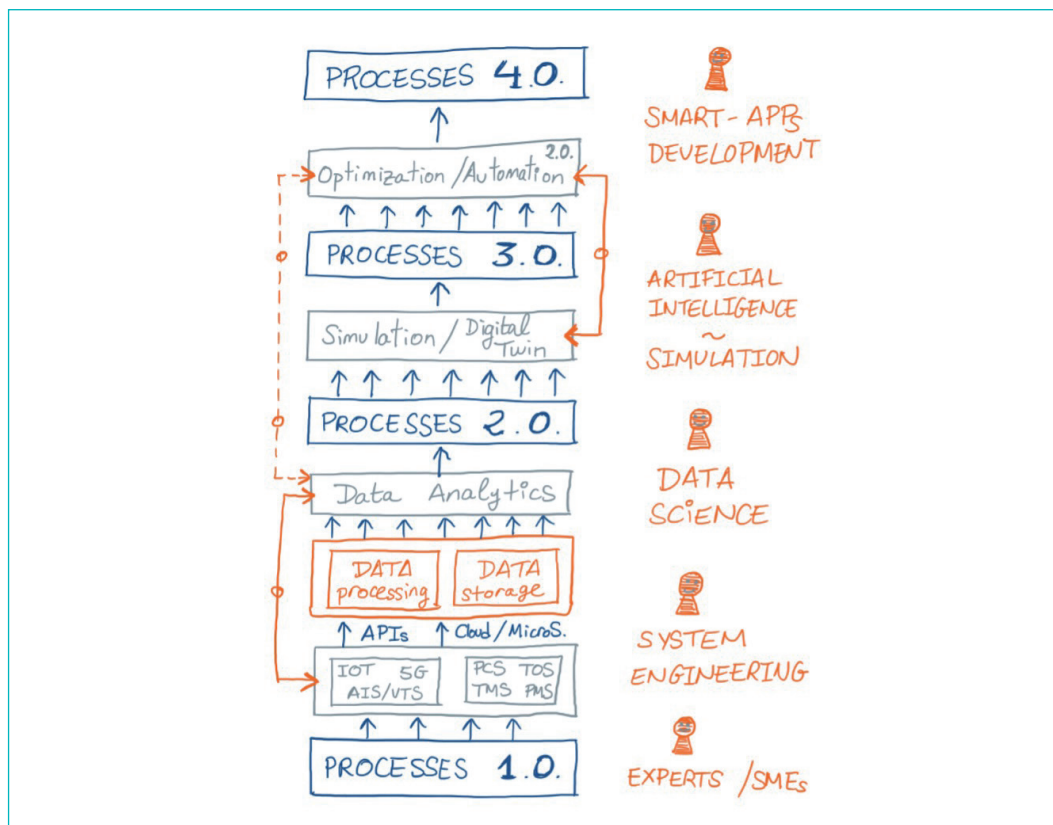 PROCESSES 4.0.
2.0.
Optimization/Automation
PROCESSES 3.0.
Simulation/Digital
Twin
PROCESSES 2.0.
Data Analytics
DATA
processing
DATA
storage
APIs
Cloud/MicroS.
IOT 5G
AIS/VTS
PCS TOS
TMS PMS
PROCESSES 1.0.
SMART-APPS
DEVELOPMENT
ARTIFICIAL
INTELLIGENCE
~
SIMULATION
DATA
SCiENCE
SYSTEM
ENGINEERING
EXPERTS /SMEs